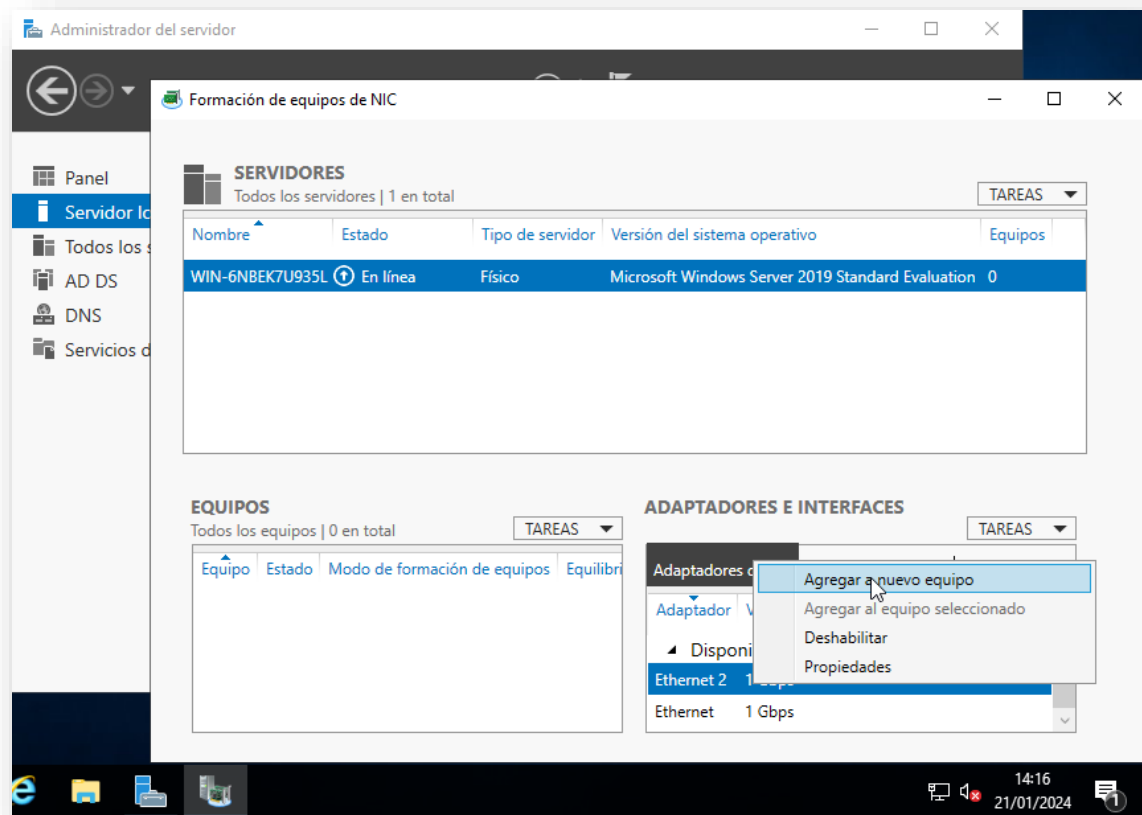 Administrador del servidor
Formación de equipos de NIC
Panel
Servidor lo
Todos los s
AD DS
DNS
Servicios d
SERVIDORES
Todos los servidores | 1 en total
TAREAS
Nombre Estado Tipo de servidor Versión del sistema operativo Equipos
WIN-6NBEK7U935L En línea Físico Microsoft Windows Server 2019 Standard Evaluation 0
EQUIPOS
Todos los equipos | 0 en total
TAREAS
Equipo Estado Modo de formación de equipos Equilibri
ADAPTADORES E INTERFACES
TAREAS
Adaptadores d
Adaptador V
Disponi
Ethernet 2 1 Gbps
Ethernet 1 Gbps
Agregar a nuevo equipo
Agregar al equipo seleccionado
Deshabilitar
Propiedades
14:16
21/01/2024
1